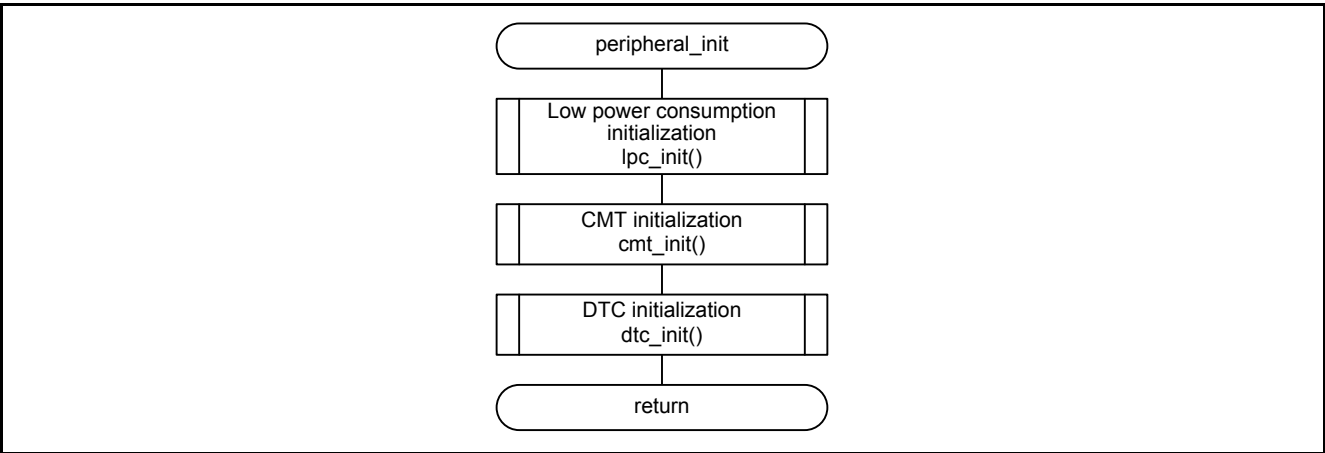 peripheral_init
Low power consumption
initialization
lpc_init()
CMT initialization
cmt_init()
DTC initialization
dtc_init()
return